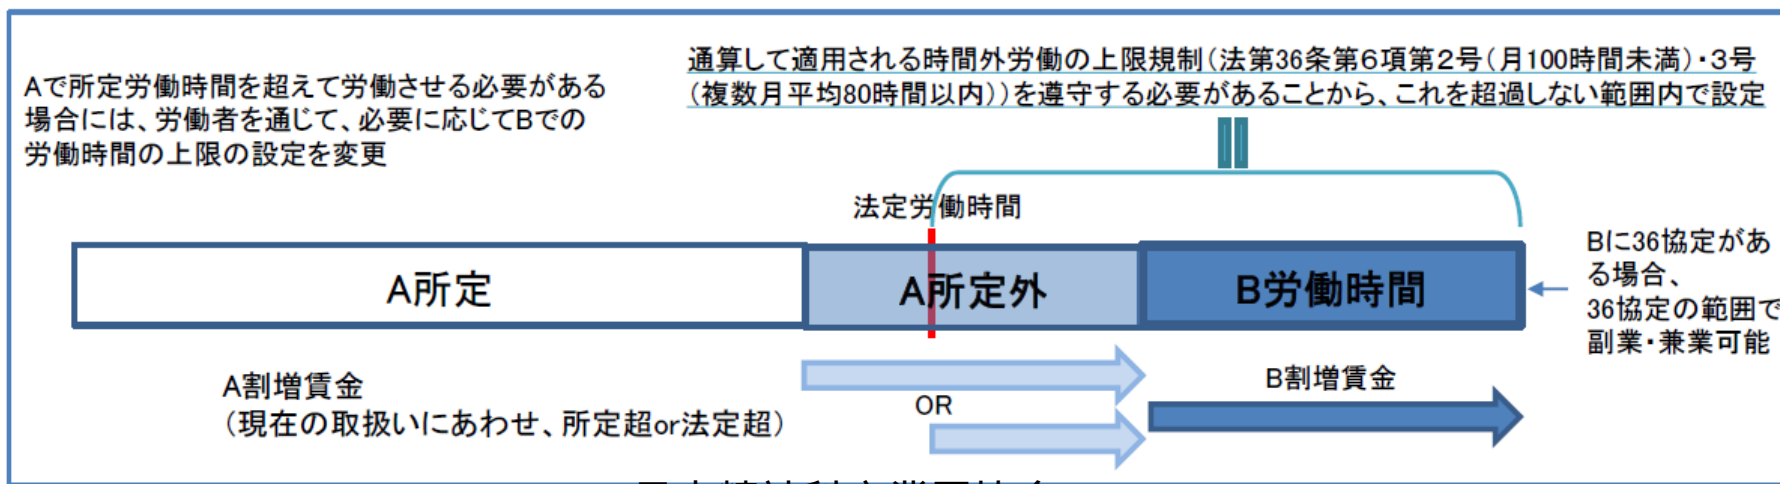 通算して適用される時間外労働の上限規制(法第36条第6項第2号(月100時間未満)・3号
(複数月平均80時間以内))を遵守する必要があることから、これを超過しない範囲内で設定
Aで所定労働時間を超えて労働させる必要がある
場合には、労働者を通じて、必要に応じてBでの
労働時間の上限の設定を変更
法定労働時間
A所定
A所定外
B労働時間
Bに36協定があ
る場合、
36協定の範囲で
副業・兼業可能
A割増賃金
(現在の取扱いにあわせ、所定超or法定超)
OR
B割増賃金